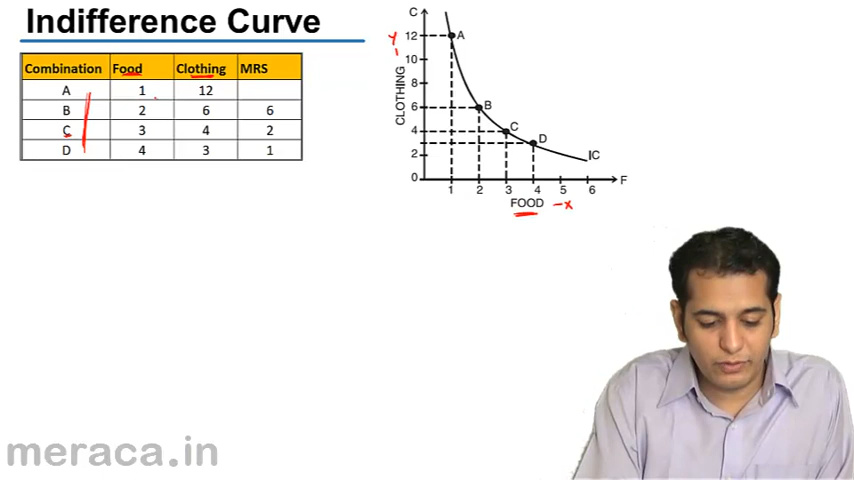 Indifference Curve
Combination Food Clothing MRS
A 1 12
B 2 6 6
C 3 4 2
D 4 3 1
C
Y
12
10
8
6
4
2
0
CLOTHING
A
B
C
D
IC
1 2 3 4 5 6 F
FOOD -X
meraca.in